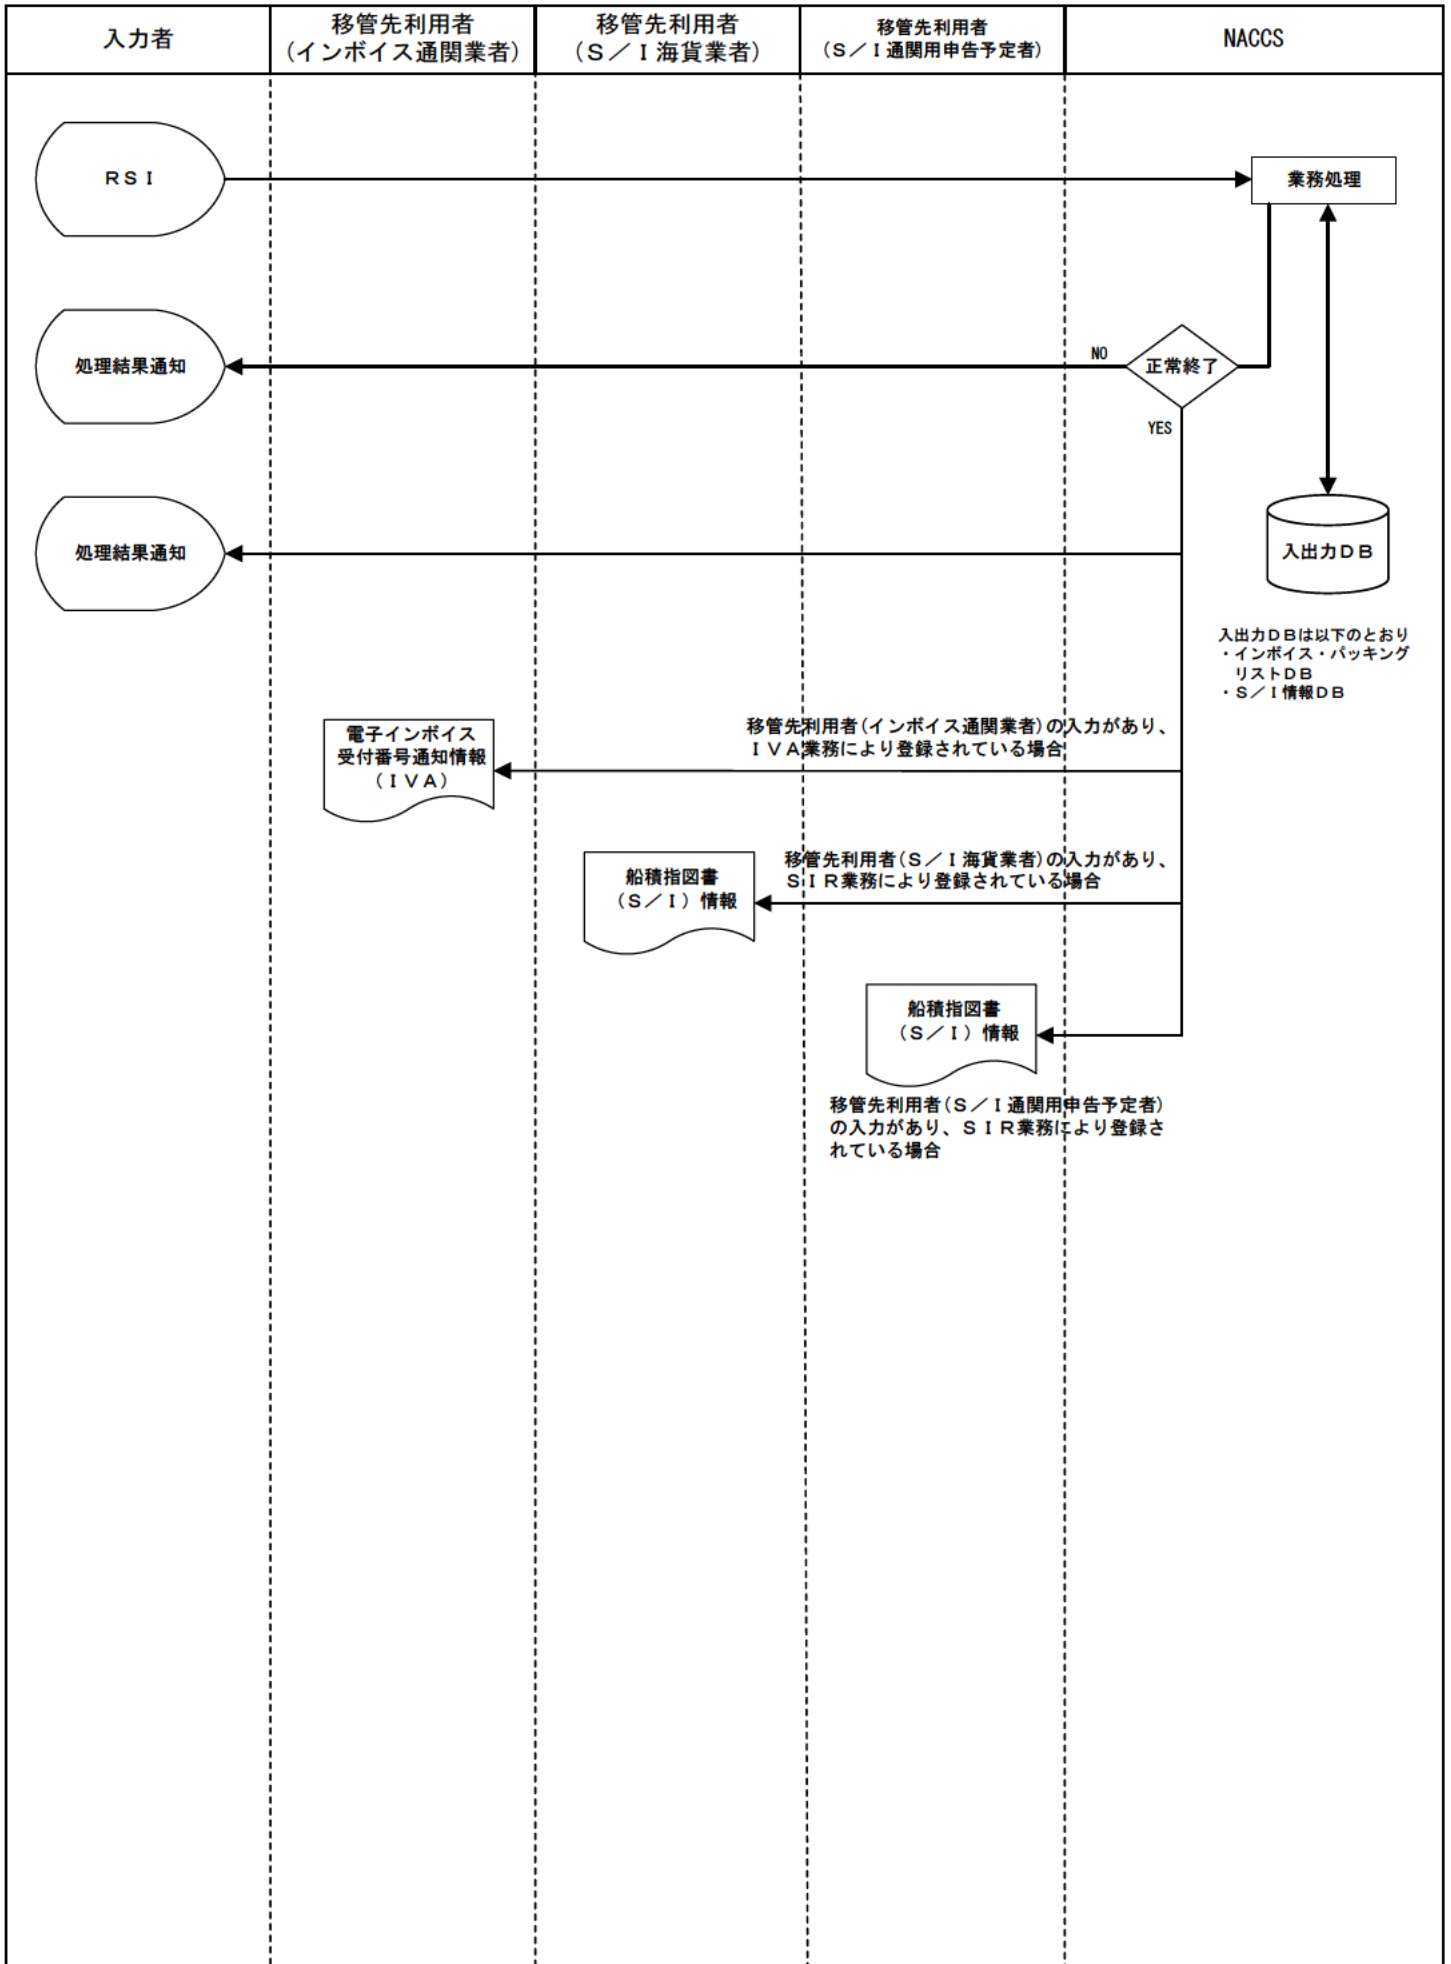 入力者
移管先利用者
（インボイス通関業者）
移管先利用者
（Ｓ／Ｉ海貨業者）
移管先利用者
（Ｓ／Ｉ通関用申告予定者）
NACCS
ＲＳＩ
業務処理
処理結果通知
NO
正常終了
YES
処理結果通知
入出力ＤＢ
入出力ＤＢは以下のとおり
・インボイス・パッキング
リストＤＢ
・Ｓ／Ｉ情報ＤＢ
電子インボイス
受付番号通知情報
（ＩＶＡ）
移管先利用者（インボイス通関業者）の入力があり、
ＩＶＡ業務により登録されている場合
船積指図書
（Ｓ／Ｉ）情報
移管先利用者（Ｓ／Ｉ海貨業者）の入力があり、
ＳＩＲ業務により登録されている場合
船積指図書
（Ｓ／Ｉ）情報
移管先利用者（Ｓ／Ｉ通関用申告予定者）
の入力があり、ＳＩＲ業務により登録さ
れている場合